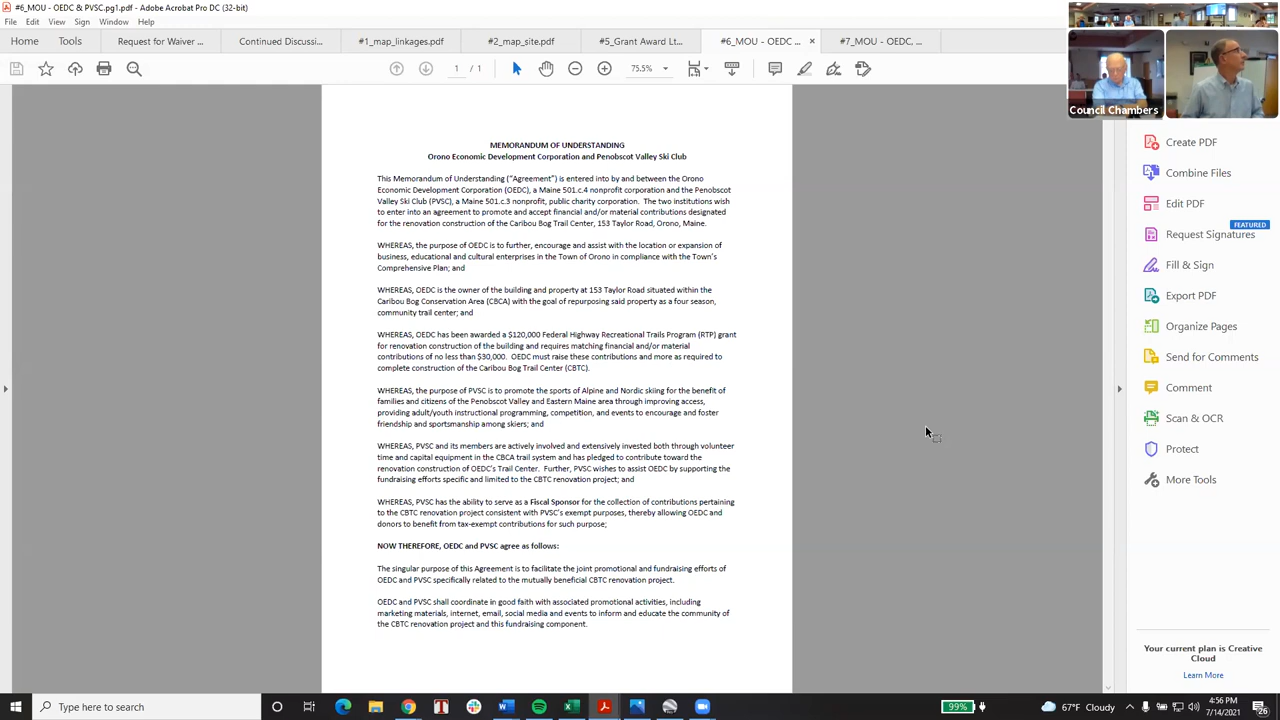 #6_MOU - OEDC & PVSC.pg1.pdf - Adobe Acrobat Pro DC (32-bit)
File Edit View Sign Window Help
Home Tools Request for Waiver ... Continued Discussi... #1_map_images.pdf #2_map_site.pdf #5_Grant Award Lt... #6_MOU - OEDC ... × #7_MOU - OEDC, ...
1 / 1 75.5%
Council Chambers
MEMORANDUM OF UNDERSTANDING
Orono Economic Development Corporation and Penobscot Valley Ski Club
This Memorandum of Understanding ("Agreement") is entered into by and between the Orono
Economic Development Corporation (OEDC), a Maine 501.c.4 nonprofit corporation and the Penobscot
Valley Ski Club (PVSC), a Maine 501.c.3 nonprofit, public charity corporation. The two institutions wish
to enter into an agreement to promote and accept financial and/or material contributions designated
for the renovation construction of the Caribou Bog Trail Center, 153 Taylor Road, Orono, Maine.
WHEREAS, the purpose of OEDC is to further, encourage and assist with the location or expansion of
business, educational and cultural enterprises in the Town of Orono in compliance with the Town's
Comprehensive Plan; and
WHEREAS, OEDC is the owner of the building and property at 153 Taylor Road situated within the
Caribou Bog Conservation Area (CBCA) with the goal of repurposing said property as a four season,
community trail center; and
WHEREAS, OEDC has been awarded a $120,000 Federal Highway Recreational Trails Program (RTP) grant
for renovation construction of the building and requires matching financial and/or material
contributions of no less than $30,000. OEDC must raise these contributions and more as required to
complete construction of the Caribou Bog Trail Center (CBTC).
WHEREAS, the purpose of PVSC is to promote the sports of Alpine and Nordic skiing for the benefit of
families and citizens of the Penobscot Valley and Eastern Maine area through improving access,
providing adult/youth instructional programming, competition, and events to encourage and foster
friendship and sportsmanship among skiers; and
WHEREAS, PVSC and its members are actively involved and extensively invested both through volunteer
time and capital equipment in the CBCA trail system and has pledged to contribute toward the
renovation construction of OEDC's Trail Center. Further, PVSC wishes to assist OEDC by supporting the
fundraising efforts specific and limited to the CBTC renovation project; and
WHEREAS, PVSC has the ability to serve as a Fiscal Sponsor for the collection of contributions pertaining
to the CBTC renovation project consistent with PVSC's exempt purposes, thereby allowing OEDC and
donors to benefit from tax-exempt contributions for such purpose;
NOW THEREFORE, OEDC and PVSC agree as follows:
The singular purpose of this Agreement is to facilitate the joint promotional and fundraising efforts of
OEDC and PVSC specifically related to the mutually beneficial CBTC renovation project.
OEDC and PVSC shall coordinate in good faith with associated promotional activities, including
marketing materials, internet, email, social media and events to inform and educate the community of
the CBTC renovation project and this fundraising component.
Create PDF
Combine Files
Edit PDF
FEATURED
Request Signatures
Fill & Sign
Export PDF
Organize Pages
Send for Comments
Comment
Scan & OCR
Protect
More Tools
Your current plan is Creative
Cloud
Learn More
Type here to search
99%
67°F Cloudy
4:56 PM
7/14/2021
26